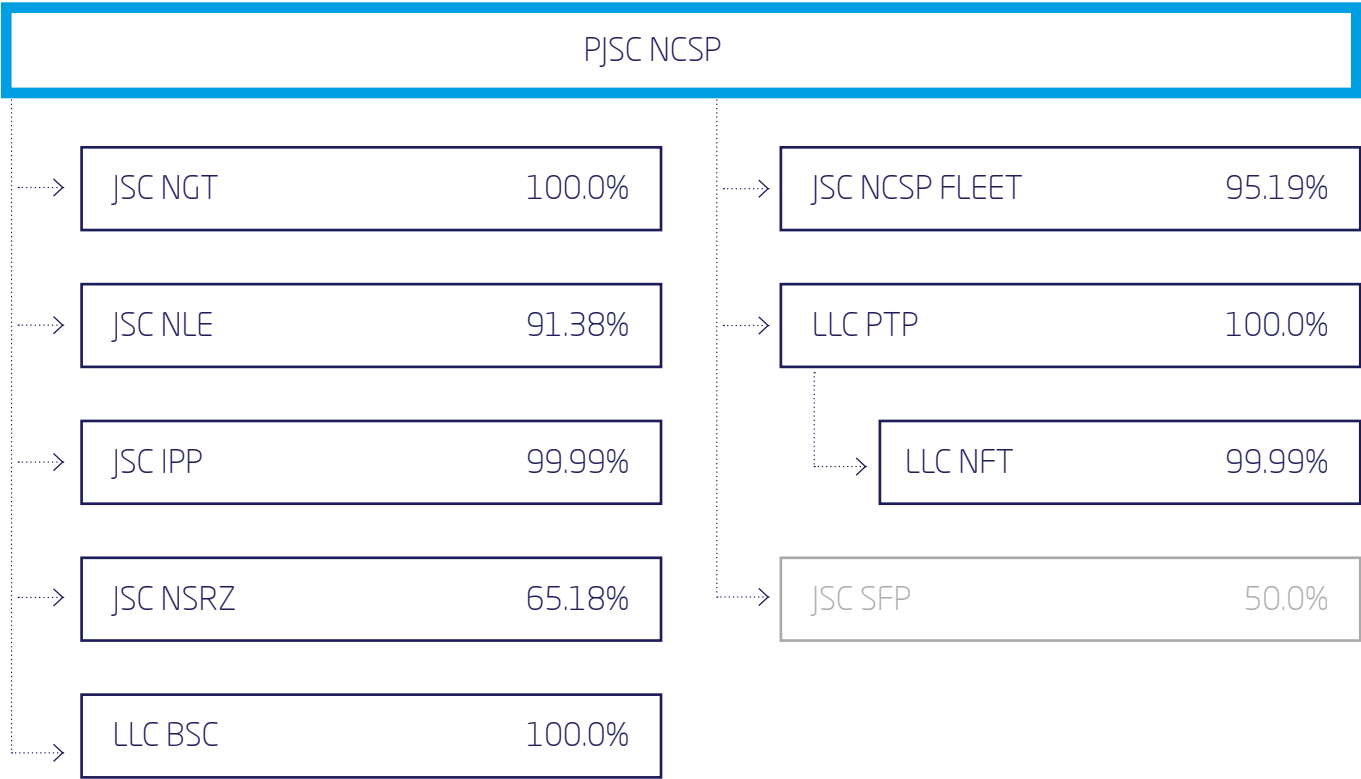 PJSC NCSP
JSC NGT 100.0%
JSC NLE 91.38%
JSC IPP 99.99%
JSC NSRZ 65.18%
LLC BSC 100.0%
JSC NCSP FLEET 95.19%
LLC PTP 100.0%
LLC NFT 99.99%
JSC SFP 50.0%